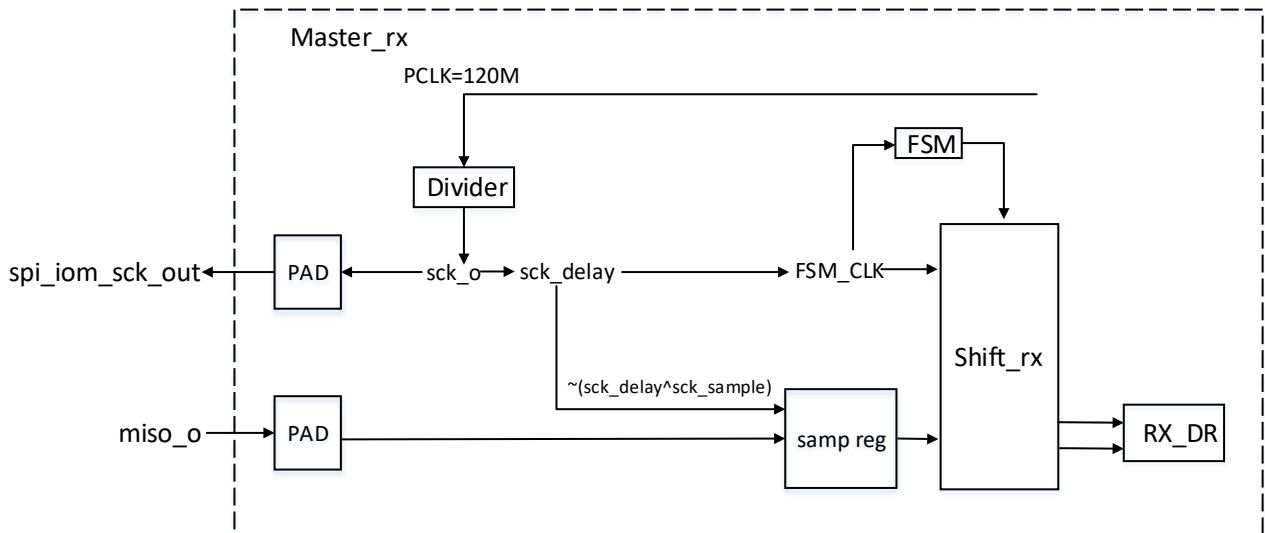 Master_rx
PCLK=120M
FSM
Divider
spi_iom_sck_out
PAD
sck_o
sck_delay
FSM_CLK
Shift_rx
~(sck_delay^sck_sample)
miso_o
PAD
samp reg
RX_DR